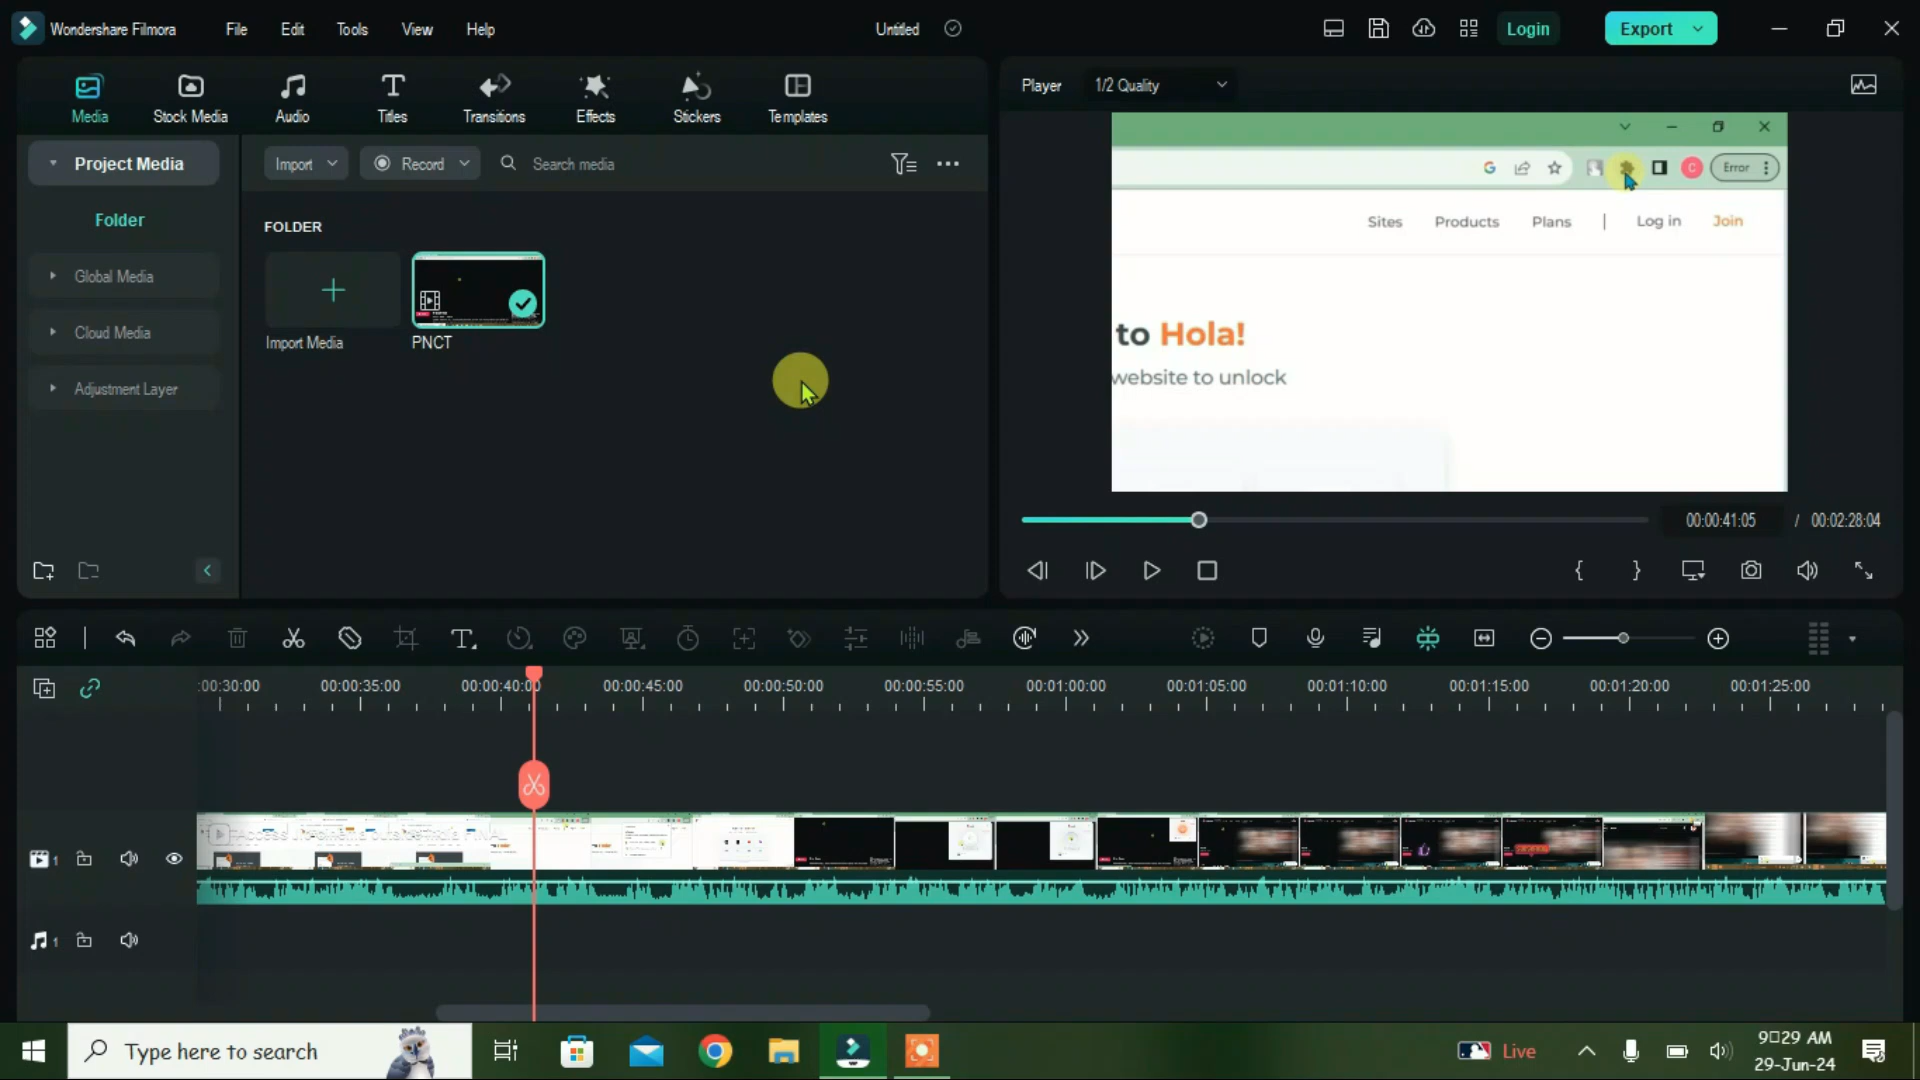 Wondershare Filmora File Edit Tools View Help Untitled Login Export
Media Stock Media Audio Titles Transitions Effects Stickers Templates
Player 1/2 Quality
Project Media Import Record Search media
Folder
Global Media
Cloud Media
Adjustment Layer
FOLDER
Import Media PNCT
Error
Sites Products Plans | Log in Join
to Hola!
website to unlock
00:00:41:05 / 00:02:28:04
:00:30:00 00:00:35:00 00:00:40:00 00:00:45:00 00:00:50:00 00:00:55:00 00:01:00:00 00:01:05:00 00:01:10:00 00:01:15:00 00:01:20:00 00:01:25:00
1
1
Type here to search Live 9□29 AM
29-Jun-24